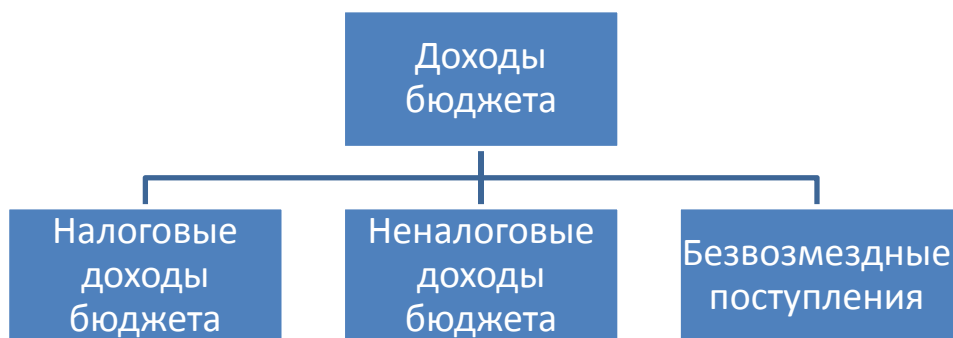 Доходы
бюджета
Налоговые
доходы
бюджета
Неналоговые
доходы
бюджета
Безвозмездные
поступления